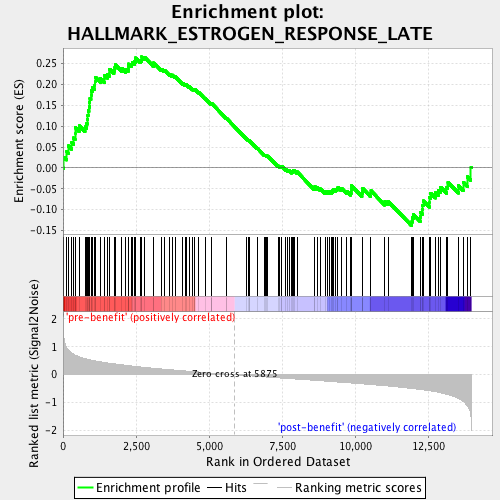 Enrichment plot:
HALLMARK_ESTROGEN_RESPONSE_LATE
Enrichment score (ES)
0.25
0.20
0.15
0.10
0.05
0.00
-0.05
-0.10
-0.15
Ranked list metric (Signal2Noise)
2
1
0
-1
-2
'pre-benefit' (positively correlated)
Zero cross at 5875
'post-benefit' (negatively correlated)
0 2,500 5,000 7,500 10,000 12,500
Rank in Ordered Dataset
Enrichment profile Hits Ranking metric scores